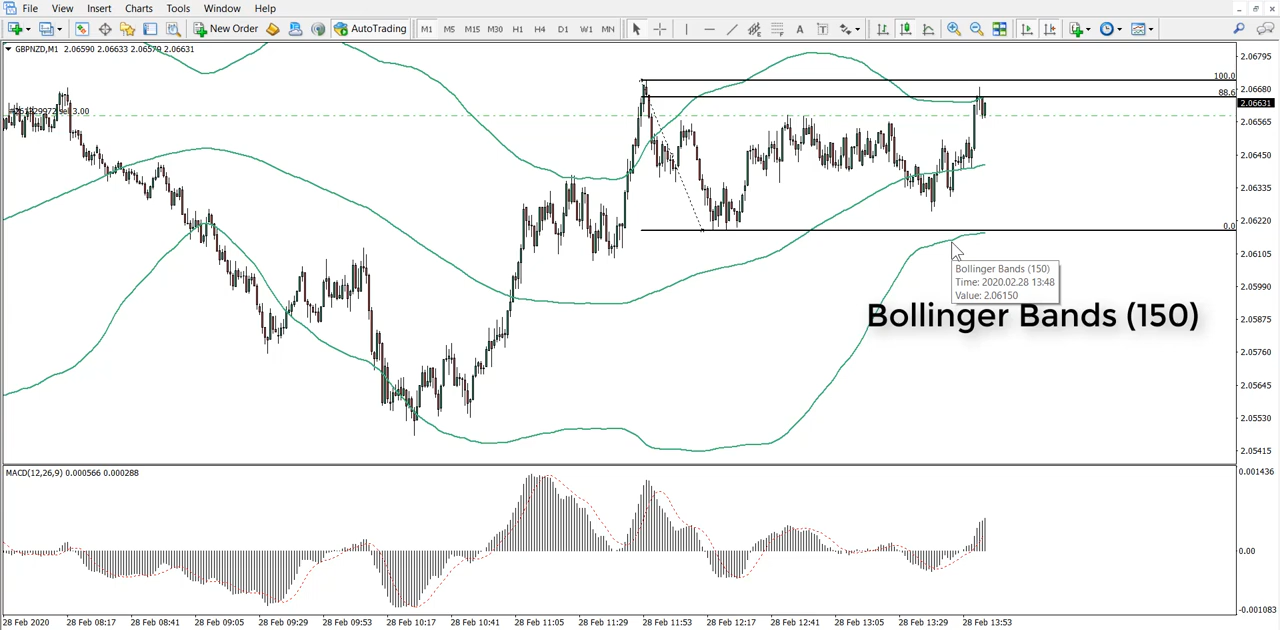 File View Insert Charts Tools Window Help
New Order AutoTrading M1 M5 M15 M30 H1 H4 D1 W1 MN A T
GBPNZD,M1 2.06590 2.06633 2.06579 2.06631
2.06795
100.0
2.06680
88.6
2.06631
3.00
2.06565
2.06450
2.06335
2.06220
0.0
2.06105
Bollinger Bands (150)
Time: 2020.02.28 13:48
Value: 2.06150
2.05990
Bollinger Bands (150)
2.05875
2.05760
2.05645
2.05530
2.05415
MACD(12,26,9) 0.000566 0.000288
0.001436
0.00
-0.001083
28 Feb 2020 28 Feb 08:17 28 Feb 08:41 28 Feb 09:05 28 Feb 09:29 28 Feb 09:53 28 Feb 10:17 28 Feb 10:41 28 Feb 11:05 28 Feb 11:29 28 Feb 11:53 28 Feb 12:17 28 Feb 12:41 28 Feb 13:05 28 Feb 13:29 28 Feb 13:53